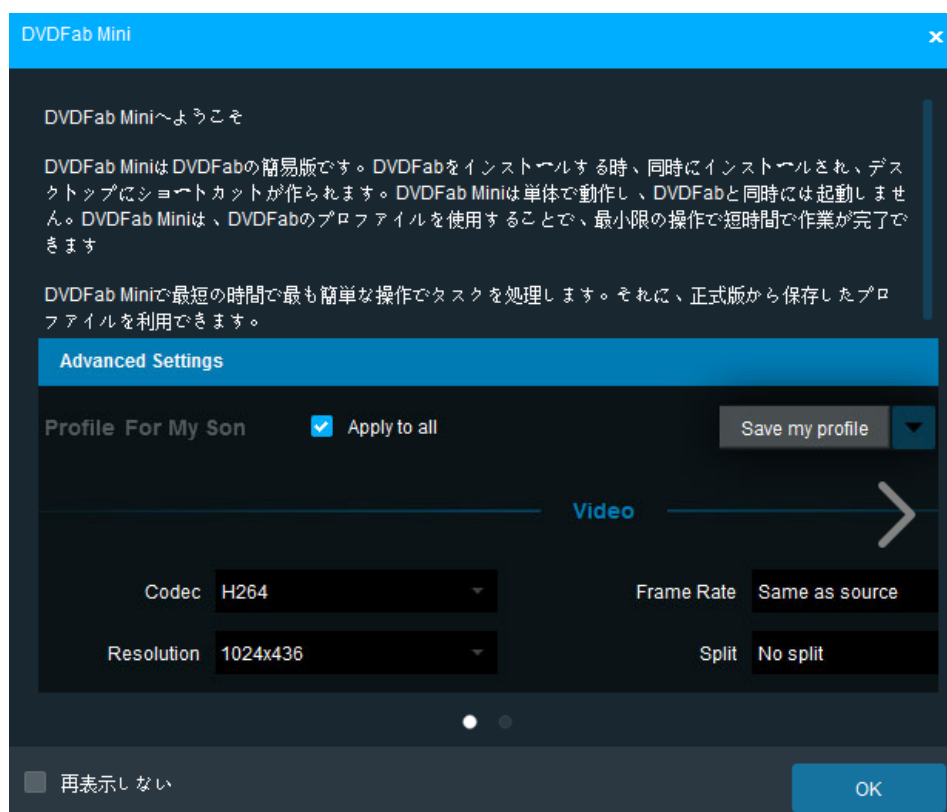 DVDFab Mini
x
DVDFab Miniへようこそ
DVDFab MiniはDVDFabの簡易版です。DVDFabをインストールする時、同時にインストールされ、デス
クトップにショートカットが作られます。DVDFab Miniは単体で動作し、DVDFabと同時には起動しませ
ん。DVDFab Miniは、DVDFabのプロファイルを使用することで、最小限の操作で短時間で作業が完了で
きます
DVDFab Miniで最短の時間で最も簡単な操作でタスクを処理します。それに、正式版から保存したプロ
ファイルを利用できます。
Advanced Settings
Profile For My Son Apply to all Save my profile
Video
Codec H264 Frame Rate Same as source
Resolution 1024x436 Split No split
再表示しない OK